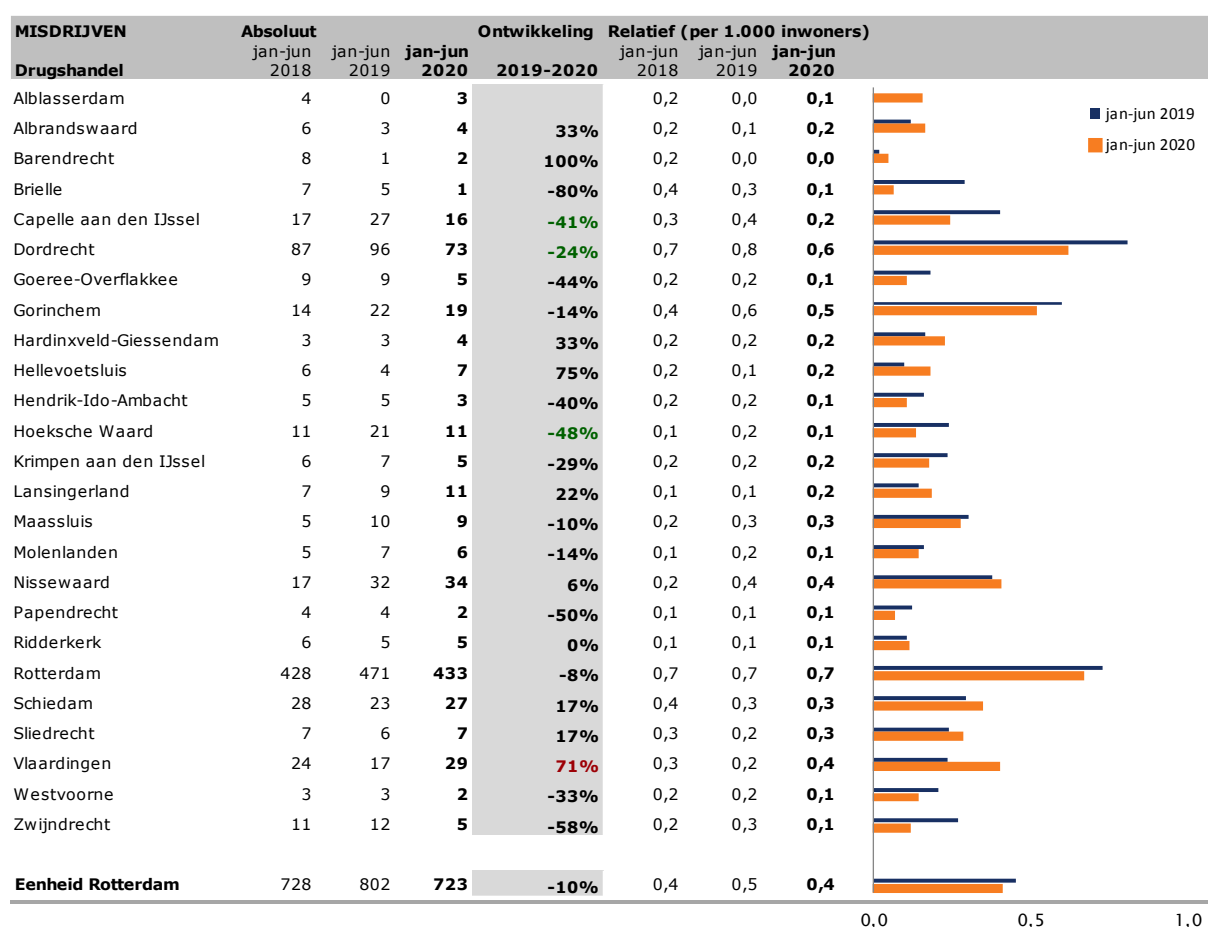 MISDRIJVEN Absoluut Ontwikkeling Relatief (per 1.000 inwoners)
jan-jun jan-jun jan-jun jan-jun jan-jun jan-jun
Drugshandel 2018 2019 2020 2019-2020 2018 2019 2020
Alblasserdam 4 0 3 0,2 0,0 0,1
jan-jun 2019
Albrandswaard 6 3 4 33% 0,2 0,1 0,2
jan-jun 2020
Barendrecht 8 1 2 100% 0,2 0,0 0,0
Brielle 7 5 1 -80% 0,4 0,3 0,1
Capelle aan den IJssel 17 27 16 -41% 0,3 0,4 0,2
Dordrecht 87 96 73 -24% 0,7 0,8 0,6
Goeree-Overflakkee 9 9 5 -44% 0,2 0,2 0,1
Gorinchem 14 22 19 -14% 0,4 0,6 0,5
Hardinxveld-Giessendam 3 3 4 33% 0,2 0,2 0,2
Hellevoetsluis 6 4 7 75% 0,2 0,1 0,2
Hendrik-Ido-Ambacht 5 5 3 -40% 0,2 0,2 0,1
Hoeksche Waard 11 21 11 -48% 0,1 0,2 0,1
Krimpen aan den IJssel 6 7 5 -29% 0,2 0,2 0,2
Lansingerland 7 9 11 22% 0,1 0,1 0,2
Maassluis 5 10 9 -10% 0,2 0,3 0,3
Molenlanden 5 7 6 -14% 0,1 0,2 0,1
Nissewaard 17 32 34 6% 0,2 0,4 0,4
Papendrecht 4 4 2 -50% 0,1 0,1 0,1
Ridderkerk 6 5 5 0% 0,1 0,1 0,1
Rotterdam 428 471 433 -8% 0,7 0,7 0,7
Schiedam 28 23 27 17% 0,4 0,3 0,3
Sliedrecht 7 6 7 17% 0,3 0,2 0,3
Vlaardingen 24 17 29 71% 0,3 0,2 0,4
Westvoorne 3 3 2 -33% 0,2 0,2 0,1
Zwijndrecht 11 12 5 -58% 0,2 0,3 0,1
Eenheid Rotterdam 728 802 723 -10% 0,4 0,5 0,4
0,0 0,5 1,0